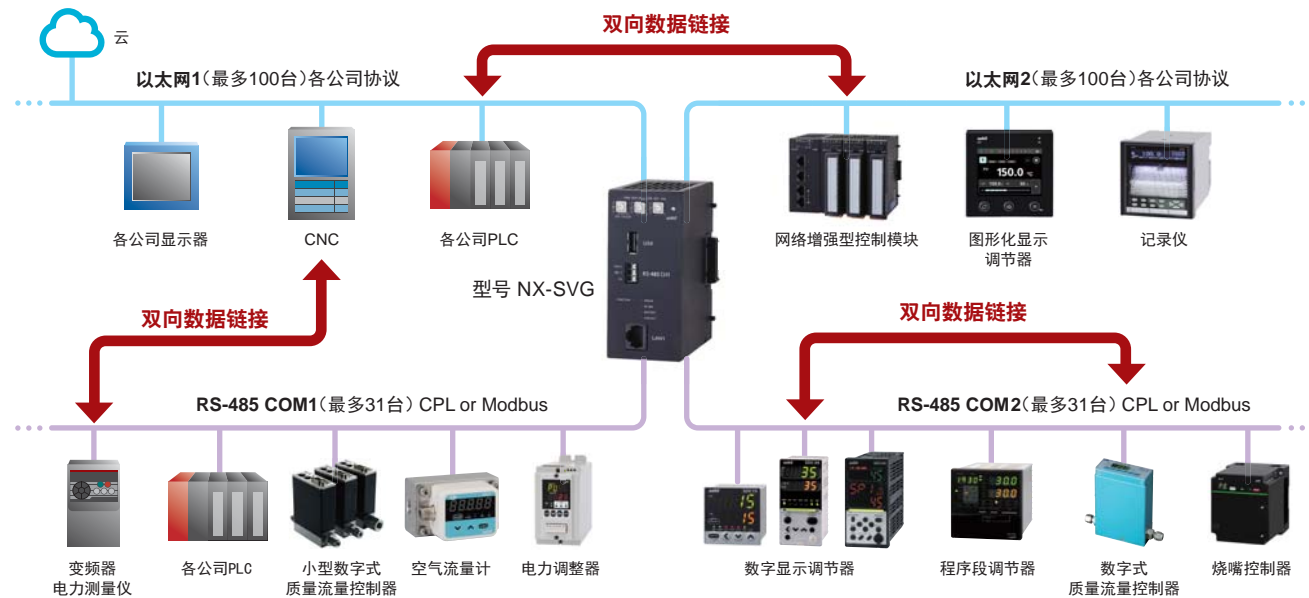 双向数据链接
云
以太网1（最多100台）各公司协议
以太网2（最多100台）各公司协议
各公司显示器
CNC
各公司PLC
网络增强型控制模块
图形化显示
调节器
记录仪
150.0
USB
RS-485 CH1
LAN1
型号 NX-SVG
双向数据链接
双向数据链接
RS-485 COM1（最多31台）CPL or Modbus
RS-485 COM2（最多31台）CPL or Modbus
15
15
35
35
30.0
30.0
变频器
电力测量仪
各公司PLC
小型数字式
质量流量控制器
空气流量计
电力调整器
数字显示调节器
程序段调节器
数字式
质量流量控制器
烧嘴控制器